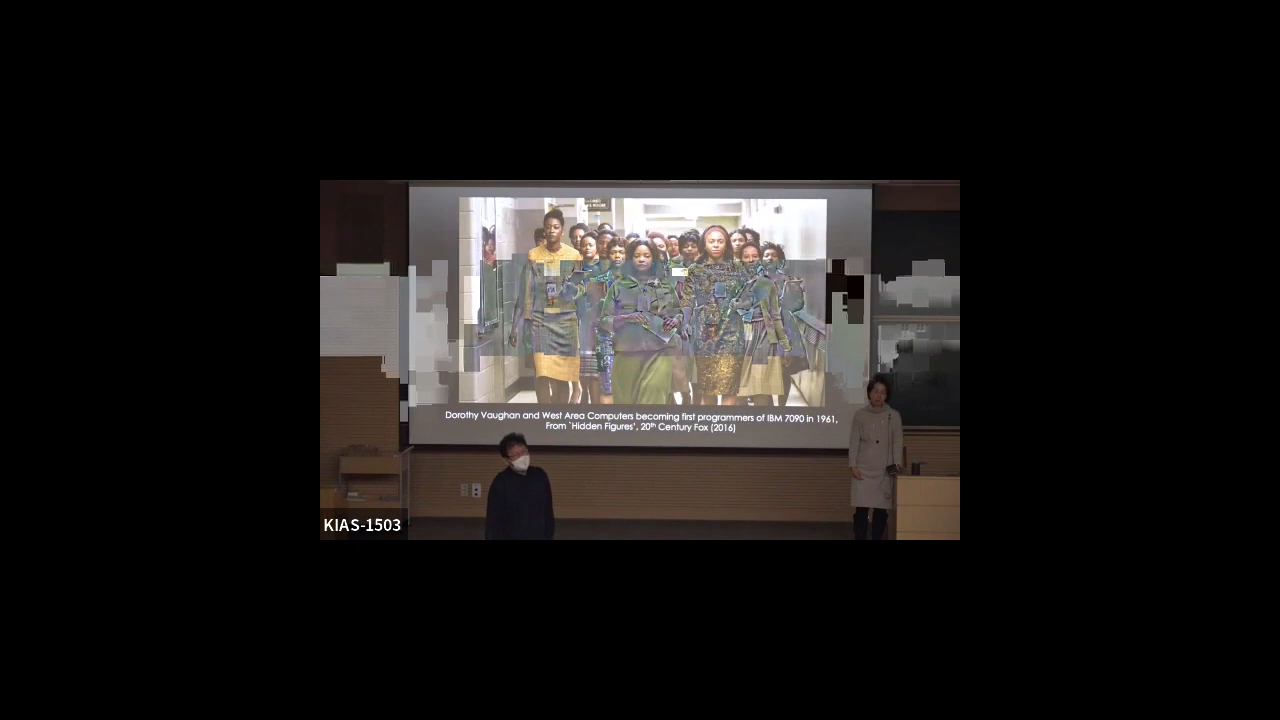 Dorothy Vaughan and West Area Computers becoming first programmers of IBM 7090 in 1961,
From `Hidden Figures', 20th Century Fox (2016)
KIAS-1503